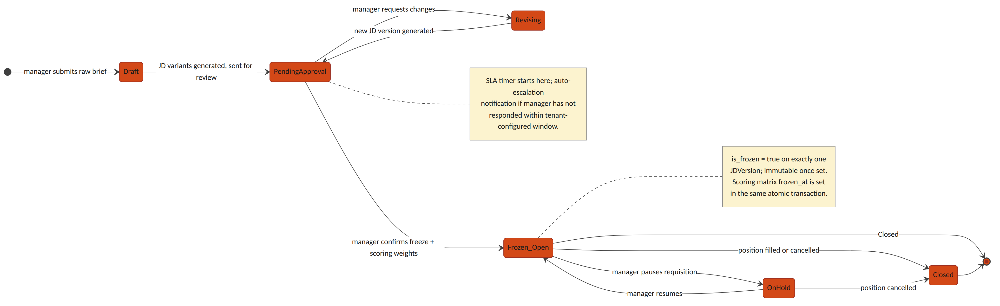 manager requests changes
Revising
new JD version generated
manager submits raw brief
Draft
JD variants generated, sent for
review
PendingApproval
SLA timer starts here; auto-
escalation
notification if manager has not
responded within tenant-
configured window.
is_frozen = true on exactly one
JDVersion; immutable once set.
Scoring matrix frozen_at is set
in the same atomic transaction.
manager confirms freeze +
scoring weights
Frozen_Open
Closed
position filled or cancelled
manager pauses requisition
Closed
OnHold
position cancelled
manager resumes